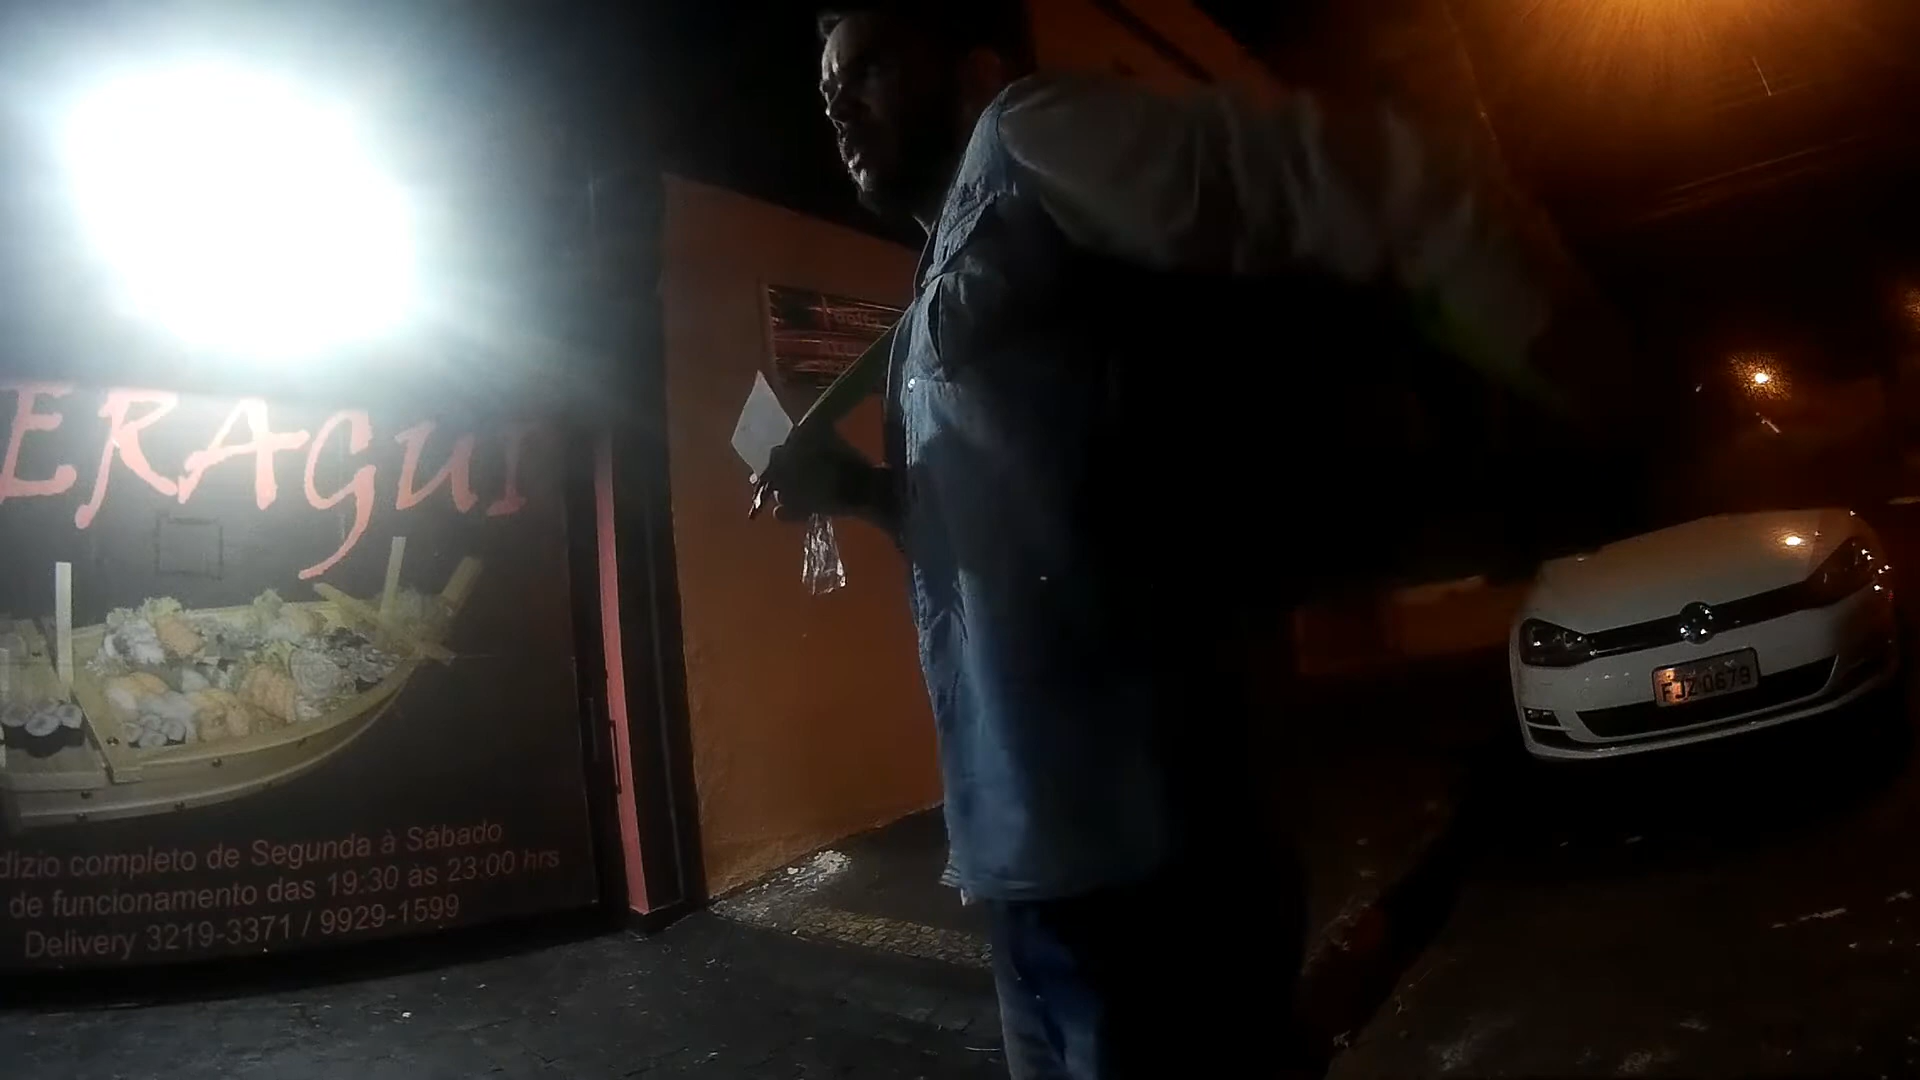 ERAGUI
dizio completo de Segunda à Sábado
de funcionamento das 19:30 às 23:00 hrs
Delivery 3219-3371 / 9929-1599
FJZ 0679